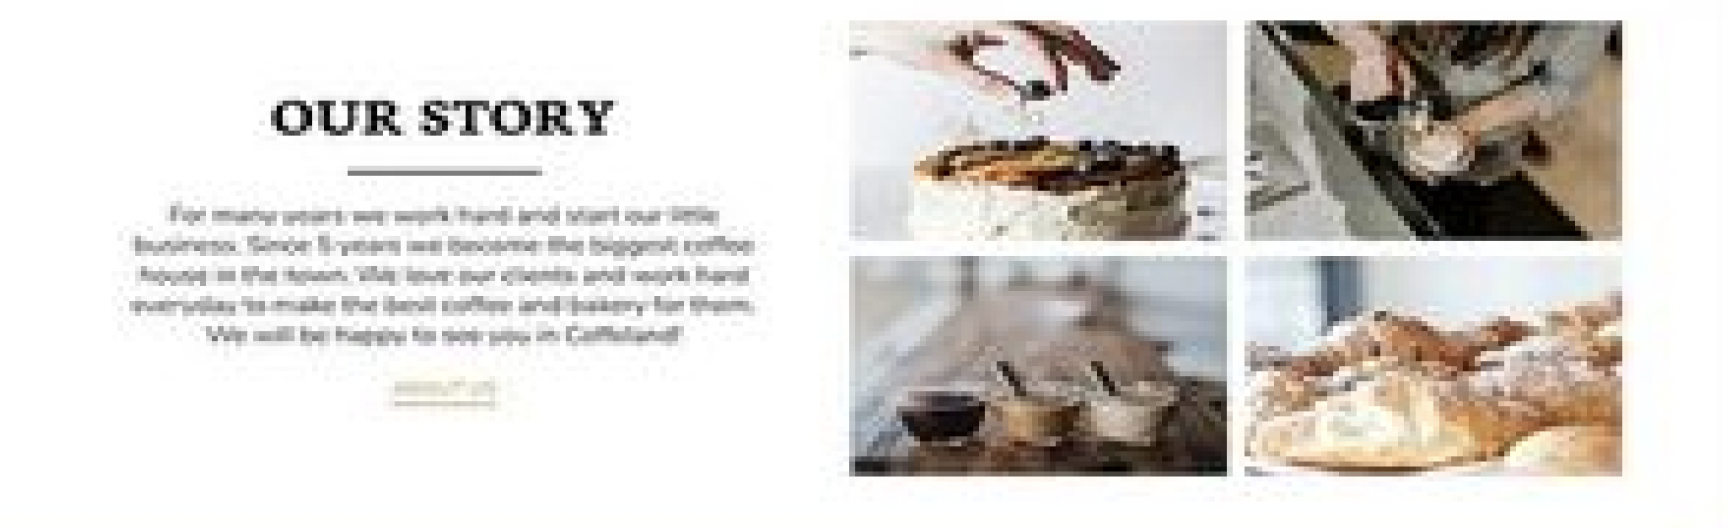 OUR STORY
For many years we work hard and start our little
business. Since 5 years we become the biggest coffee
house in the town. We love our clients and work hard
everyday to make the best coffee and bakery for them.
We will be happy to see you in Coffeland!
ABOUT US